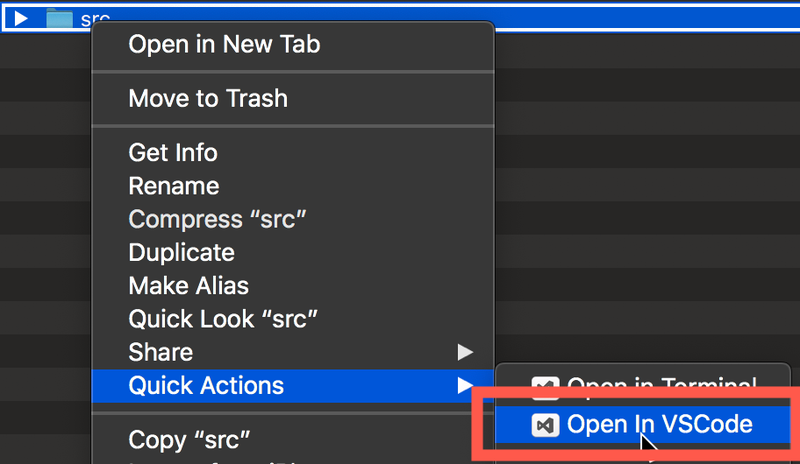 src
Open in New Tab
Move to Trash
Get Info
Rename
Compress “src”
Duplicate
Make Alias
Quick Look “src”
Share
Quick Actions
Open in Terminal
Open In VSCode
Copy “src”